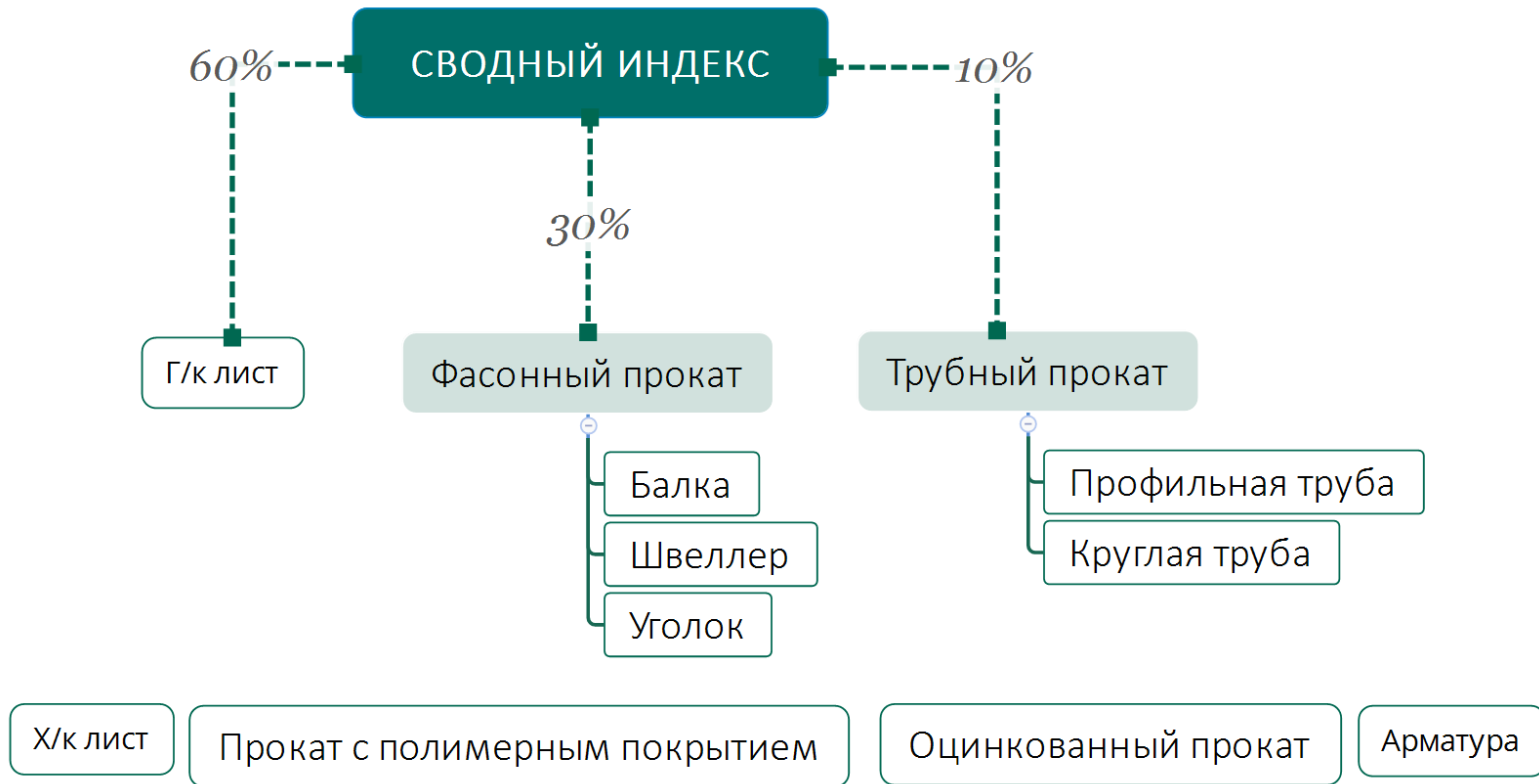 СВОДНЫЙ ИНДЕКС
60%
10%
30%
Г/к лист
Фасонный прокат
Трубный прокат
Балка
Швеллер
Уголок
Профильная труба
Круглая труба
Х/к лист
Прокат с полимерным покрытием
Оцинкованный прокат
Арматура